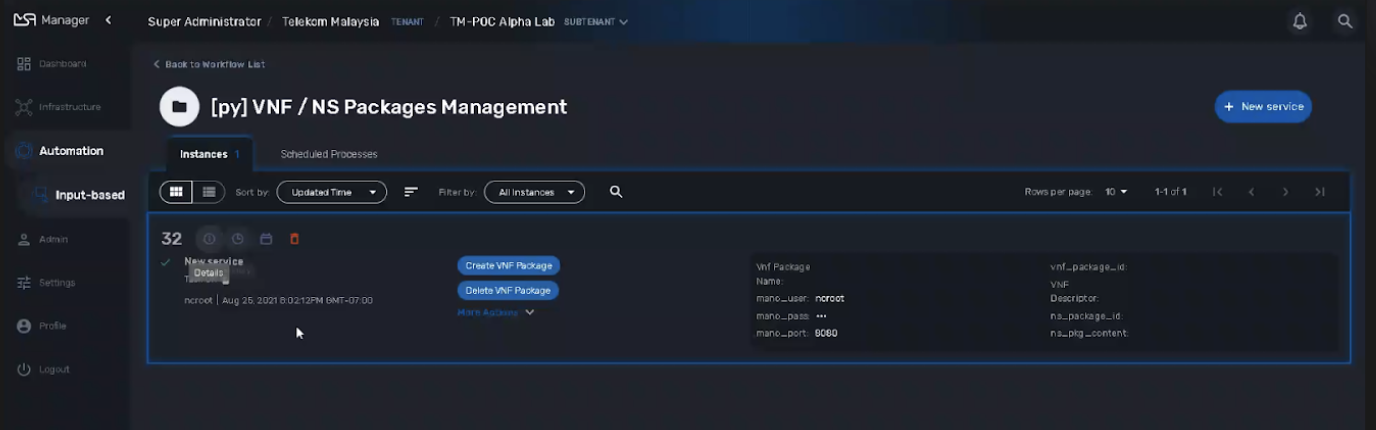 MSA Manager
Super Administrator / Telekom Malaysia TENANT / TM-POC Alpha Lab SUBTENANT
Dashboard
Infrastructure
Automation
Input-based
Admin
Settings
Profile
Logout
Back to Workflow List
[py] VNF / NS Packages Management
+ New service
Instances 1
Scheduled Processes
Sort by: Updated Time
Filter by: All Instances
Rows per page: 10
1-1 of 1
32
New service
Details
ncroot | Aug 25, 2021 8:02:12PM GMT-07:00
Create VNF Package
Delete VNF Package
More Actions
Vnf Package
Name:
mano_user: ncroot
mano_pass: •••
mano_port: 8080
vnf_package_id:
VNF
Descriptor:
ns_package_id:
ns_pkg_content: